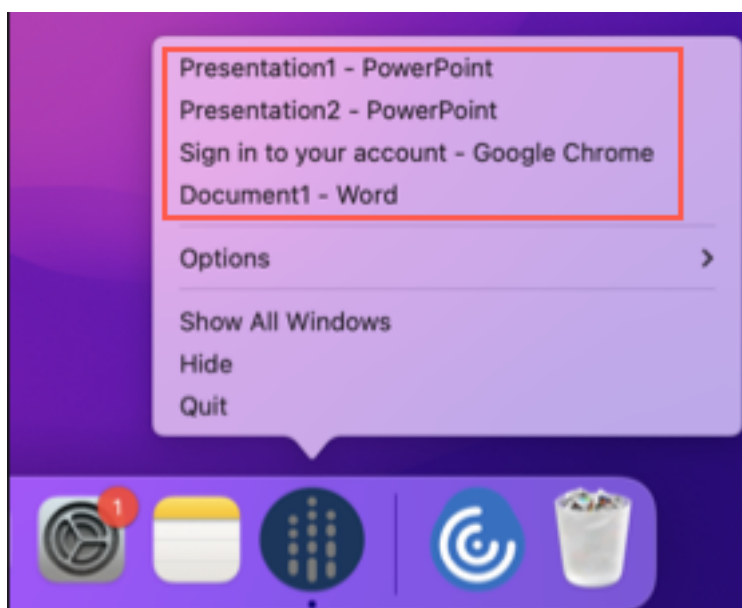 Presentation1 - PowerPoint
Presentation2 - PowerPoint
Sign in to your account - Google Chrome
Document1 - Word
Options
Show All Windows
Hide
Quit
1